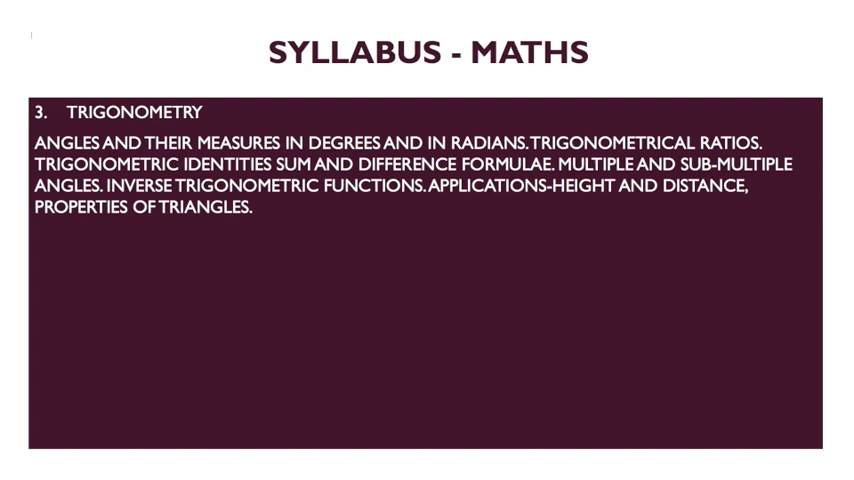 SYLLABUS - MATHS
3. TRIGONOMETRY
ANGLES AND THEIR MEASURES IN DEGREES AND IN RADIANS. TRIGONOMETRICAL RATIOS.
TRIGONOMETRIC IDENTITIES SUM AND DIFFERENCE FORMULAE. MULTIPLE AND SUB-MULTIPLE
ANGLES. INVERSE TRIGONOMETRIC FUNCTIONS. APPLICATIONS-HEIGHT AND DISTANCE,
PROPERTIES OF TRIANGLES.